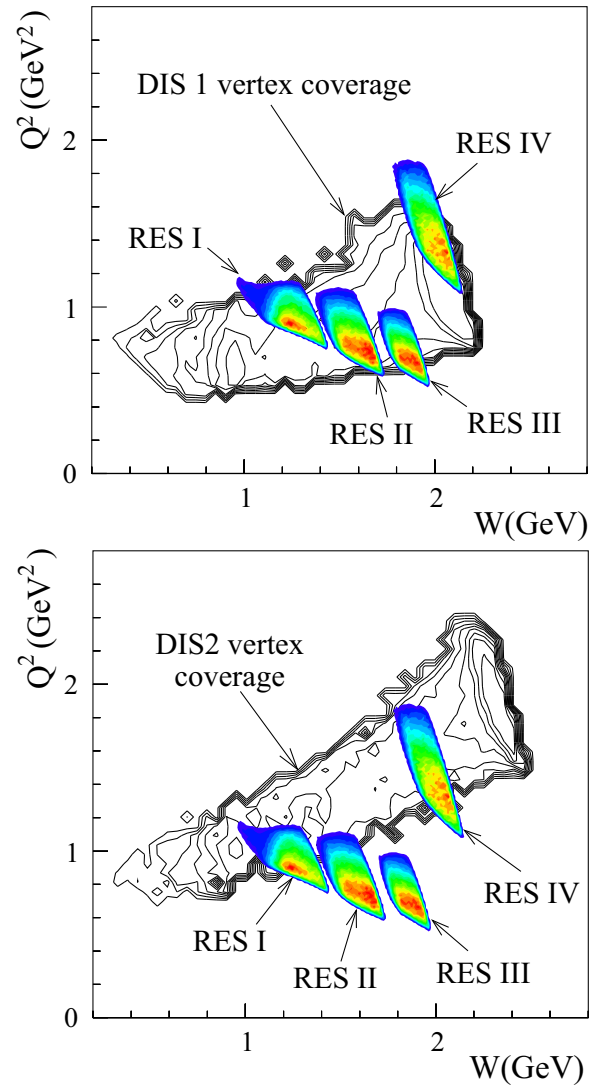 Q² (GeV²)
DIS 1 vertex coverage
2
RES IV
RES I
1
RES II
RES III
0
1
2
W(GeV)
Q² (GeV²)
DIS2 vertex
coverage
2
1
RES IV
RES I
RES II
RES III
0
1
2
W(GeV)